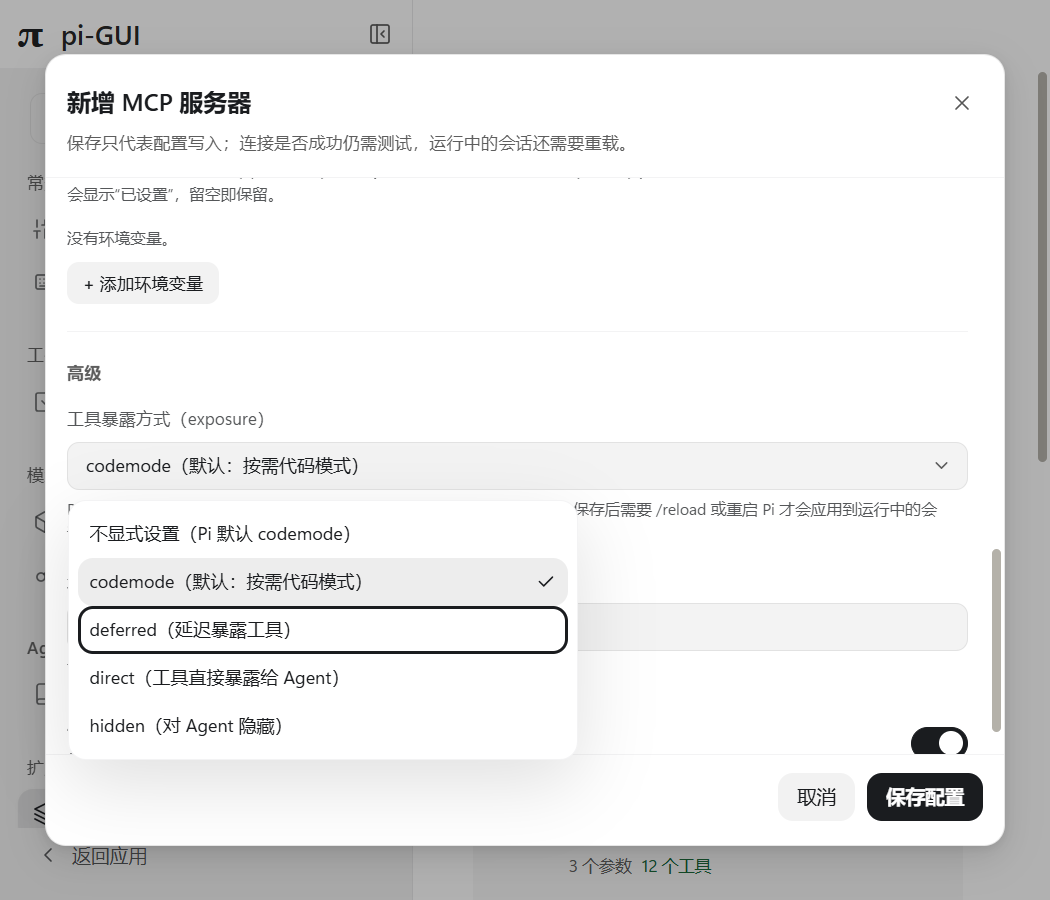 π pi-GUI
新增 MCP 服务器
保存只代表配置写入；连接是否成功仍需测试，运行中的会话还需要重载。
常
会显示“已设置”，留空即保留。
没有环境变量。
+ 添加环境变量
工
高级
工具暴露方式（exposure）
codemode（默认：按需代码模式）
模
保存后需要 /reload 或重启 Pi 才会应用到运行中的会
不显式设置（Pi 默认 codemode）
codemode（默认：按需代码模式）
deferred（延迟暴露工具）
Ag
direct（工具直接暴露给 Agent）
hidden（对 Agent 隐藏）
扩
取消
保存配置
返回应用
3 个参数 12 个工具